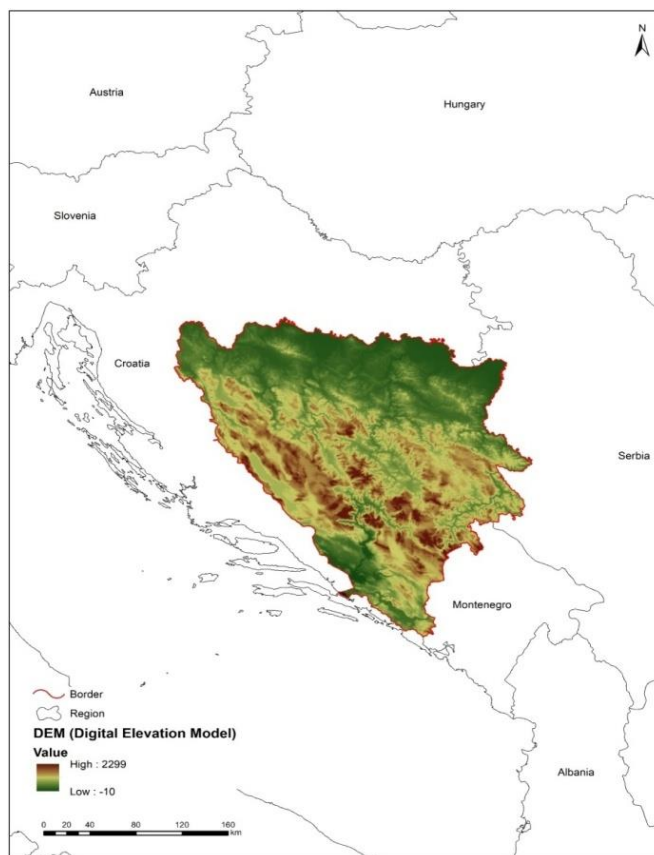 N
Austria
Hungary
Slovenia
Croatia
Serbia
Montenegro
Border
Region
DEM (Digital Elevation Model)
Value
High : 2299
Low : -10
Albania
0 20 40 80 120 160
km